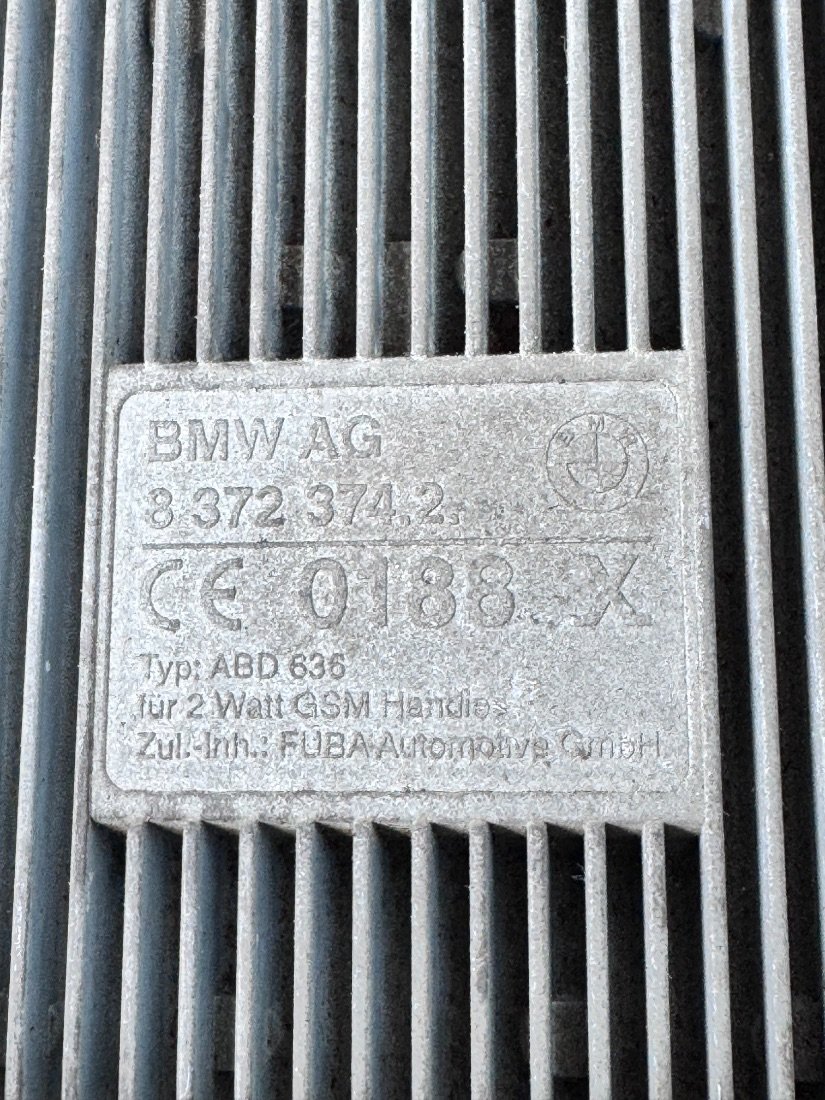 BMW AG
BMW
8 372 374.2
CE 0188 X
Typ: ABD 636
für 2 Watt GSM Handies
Zul.-Inh.: FUBA Automotive GmbH